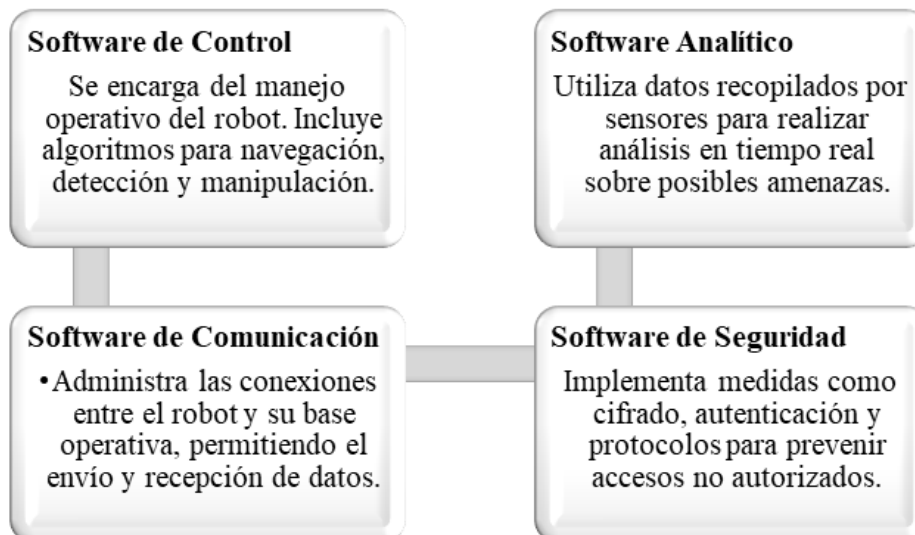 Software de Control
Se encarga del manejo
operativo del robot. Incluye
algoritmos para navegación,
detección y manipulación.
Software Analítico
Utiliza datos recopilados por
sensores para realizar
análisis en tiempo real
sobre posibles amenazas.
Software de Comunicación
•Administra las conexiones
entre el robot y su base
operativa, permitiendo el
envío y recepción de datos.
Software de Seguridad
Implementa medidas como
cifrado, autenticación y
protocolos para prevenir
accesos no autorizados.